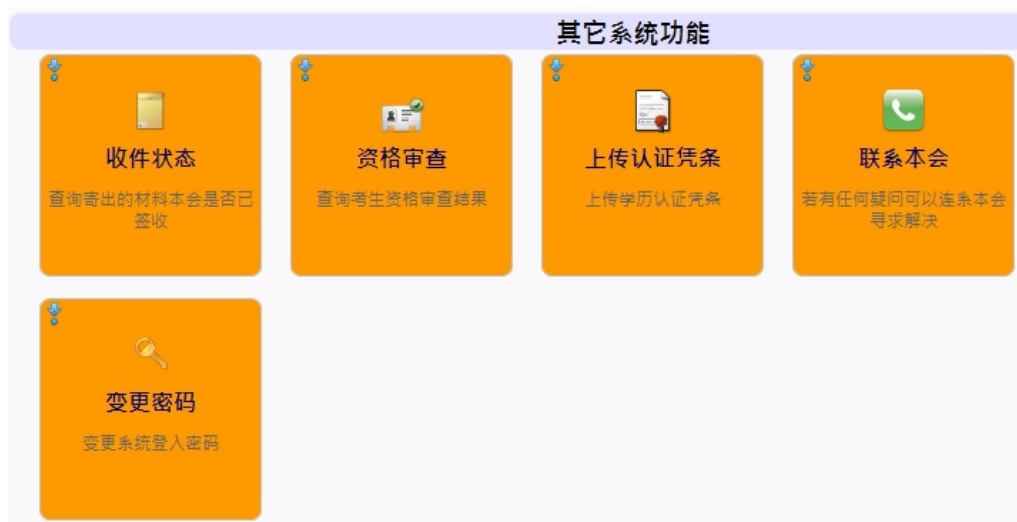 其它系统功能
收件状态
查询寄出的材料本会是否已
签收
资格审查
查询考生资格审查结果
上传认证凭条
上传学历认证凭条
联系本会
若有任何疑问可以连系本会
寻求解决
变更密码
变更系统登入密码